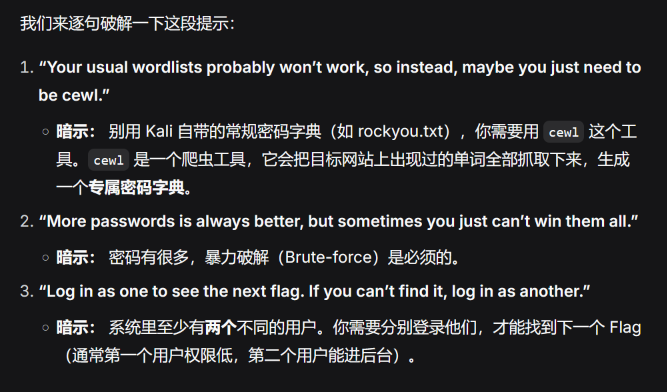 我们来逐句破解一下这段提示：
1. “Your usual wordlists probably won’t work, so instead, maybe you just need to
be cewl.”
○ 暗示： 别用 Kali 自带的常规密码字典（如 rockyou.txt），你需要用 cewl 这个工
具。cewl 是一个爬虫工具，它会把目标网站上出现过的单词全部抓取下来，生成
一个专属密码字典。
2. “More passwords is always better, but sometimes you just can’t win them all.”
○ 暗示： 密码有很多，暴力破解（Brute-force）是必须的。
3. “Log in as one to see the next flag. If you can’t find it, log in as another.”
○ 暗示： 系统里至少有两个不同的用户。你需要分别登录他们，才能找到下一个 Flag
（通常第一个用户权限低，第二个用户能进后台）。